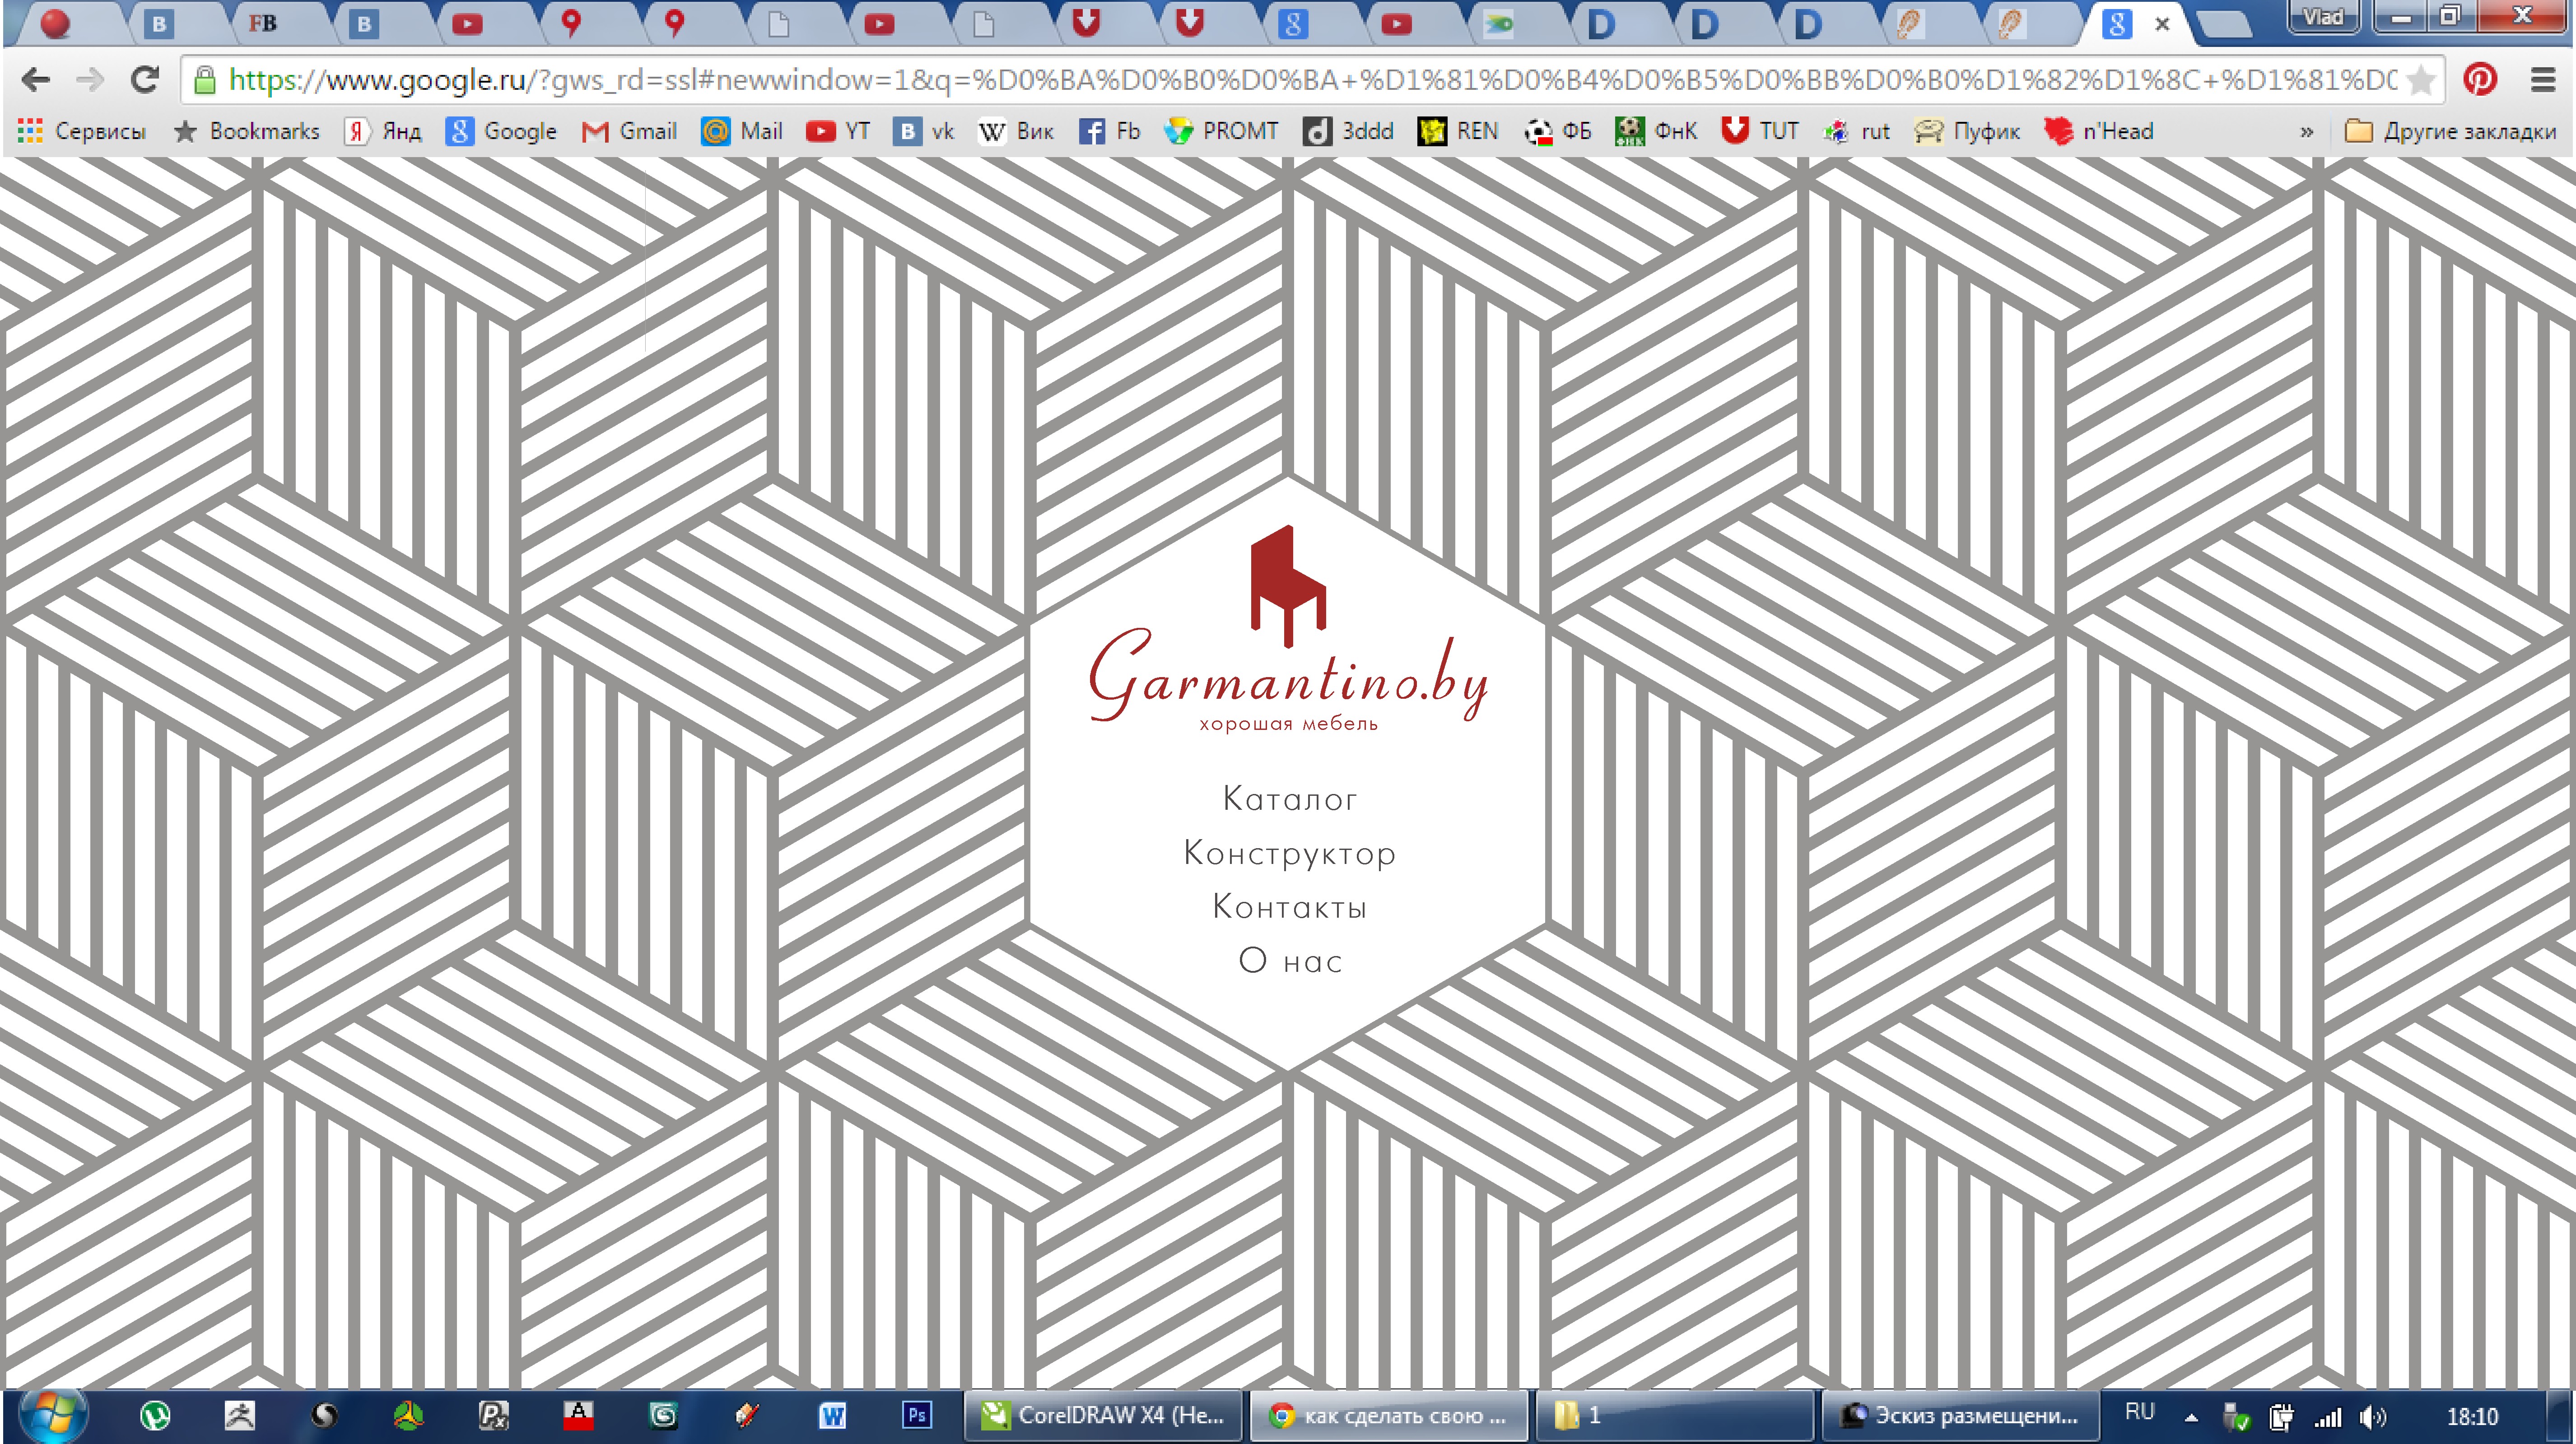 FB
Vlad
https://www.google.ru/?gws_rd=ssl#newwindow=1&q=%D0%BA%D0%B0%D0%BA+%D1%81%D0%B4%D0%B5%D0%BB%D0%B0%D1%82%D1%8C+%D1%81%D0
Сервисы Bookmarks Янд Google Gmail Mail YT vk Вик Fb PROMT 3ddd REN ФБ ФнК TUT rut Пуфик n'Head » Другие закладки
Garmantino.by
хорошая мебель
Каталог
Конструктор
Контакты
О нас
CorelDRAW X4 (Не... как сделать свою ... 1 Эскиз размещени... RU 18:10